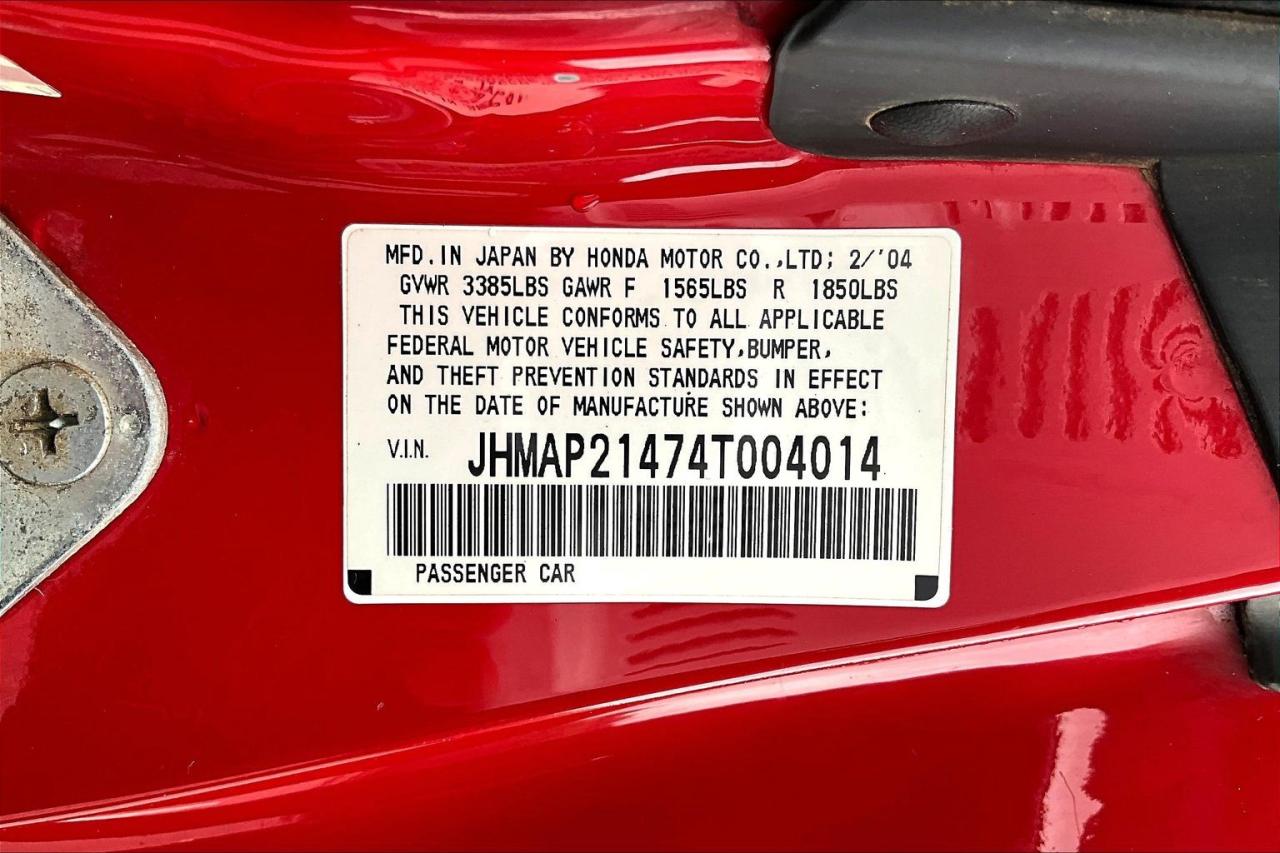 MFD.IN JAPAN BY HONDA MOTOR CO.,LTD; 2/'04
GVWR 3385LBS GAWR F 1565LBS R 1850LBS
THIS VEHICLE CONFORMS TO ALL APPLICABLE
FEDERAL MOTOR VEHICLE SAFETY,BUMPER,
AND THEFT PREVENTION STANDARDS IN EFFECT
ON THE DATE OF MANUFACTURE SHOWN ABOVE:
V.I.N. JHMAP21474T004014
PASSENGER CAR